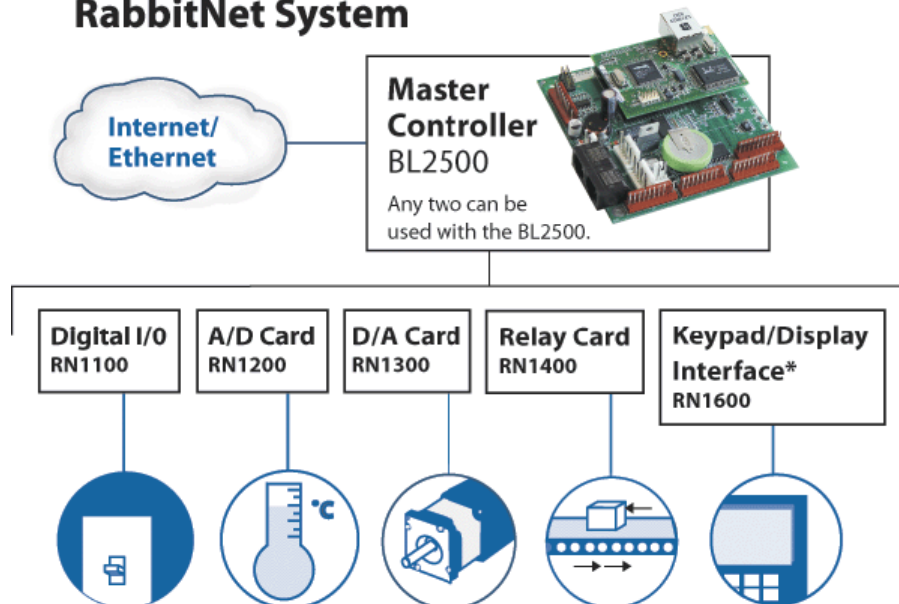 RabbitNet System
Internet/
Ethernet
Master
Controller
BL2500
Any two can be
used with the BL2500.
Digital I/0
RN1100
A/D Card
RN1200
D/A Card
RN1300
Relay Card
RN1400
Keypad/Display
Interface*
RN1600
°C